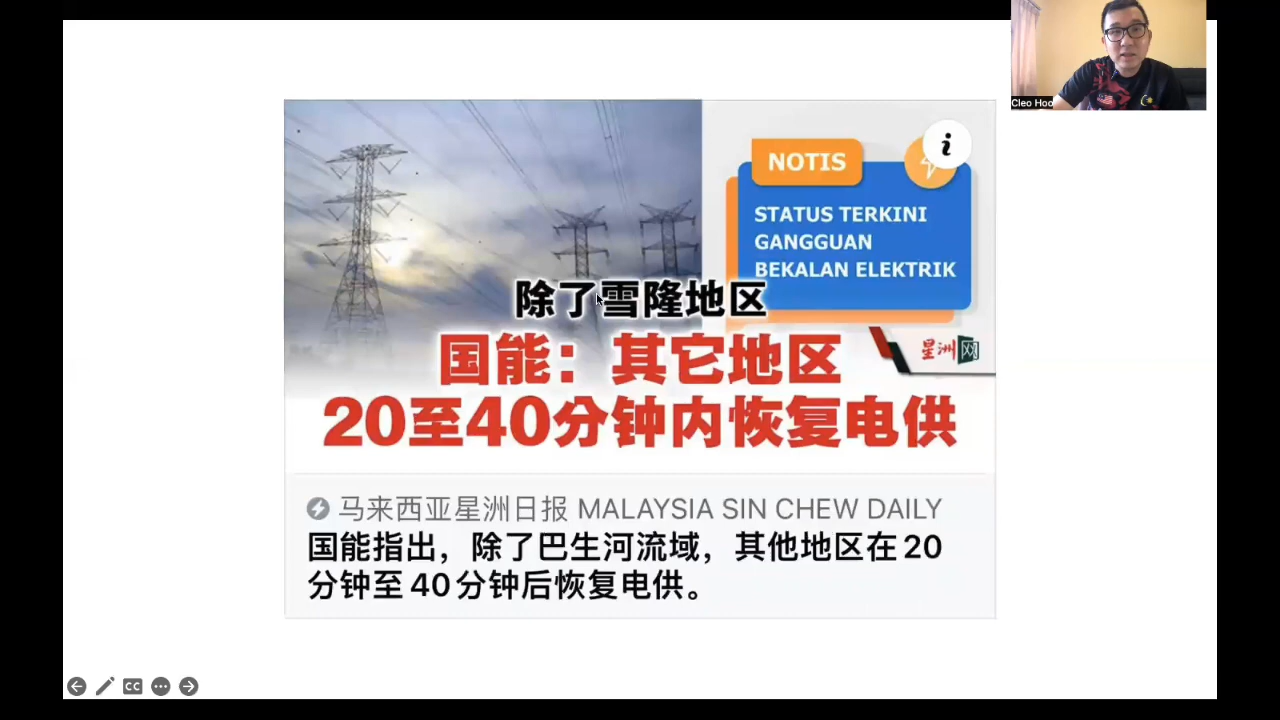 Cleo Hoo
NOTIS
i
STATUS TERKINI
GANGGUAN
BEKALAN ELEKTRIK
除了雪隆地区
星洲网
国能：其它地区
20至40分钟内恢复电供
马来西亚星洲日报 MALAYSIA SIN CHEW DAILY
国能指出，除了巴生河流域，其他地区在20
分钟至40分钟后恢复电供。
CC